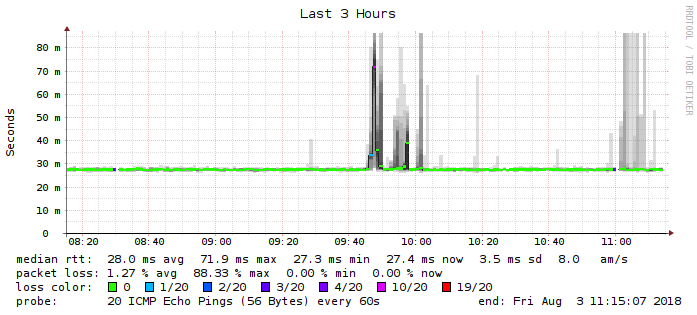 Last 3 Hours
RRDTOOL / TOBI OETIKER
Seconds
80 m
70 m
60 m
50 m
40 m
30 m
20 m
10 m
0
08:20 08:40 09:00 09:20 09:40 10:00 10:20 10:40 11:00
median rtt: 28.0 ms avg 71.9 ms max 27.3 ms min 27.4 ms now 3.5 ms sd 8.0 am/s
packet loss: 1.27 % avg 88.33 % max 0.00 % min 0.00 % now
loss color: 0 1/20 2/20 3/20 4/20 10/20 19/20
probe: 20 ICMP Echo Pings (56 Bytes) every 60s end: Fri Aug 3 11:15:07 2018